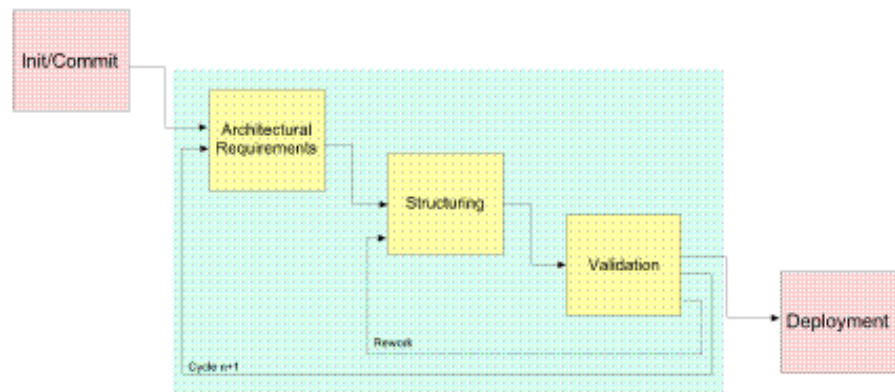 Init/Commit
Architectural
Requirements
Structuring
Validation
Deployment
Rework
Cycle n+1